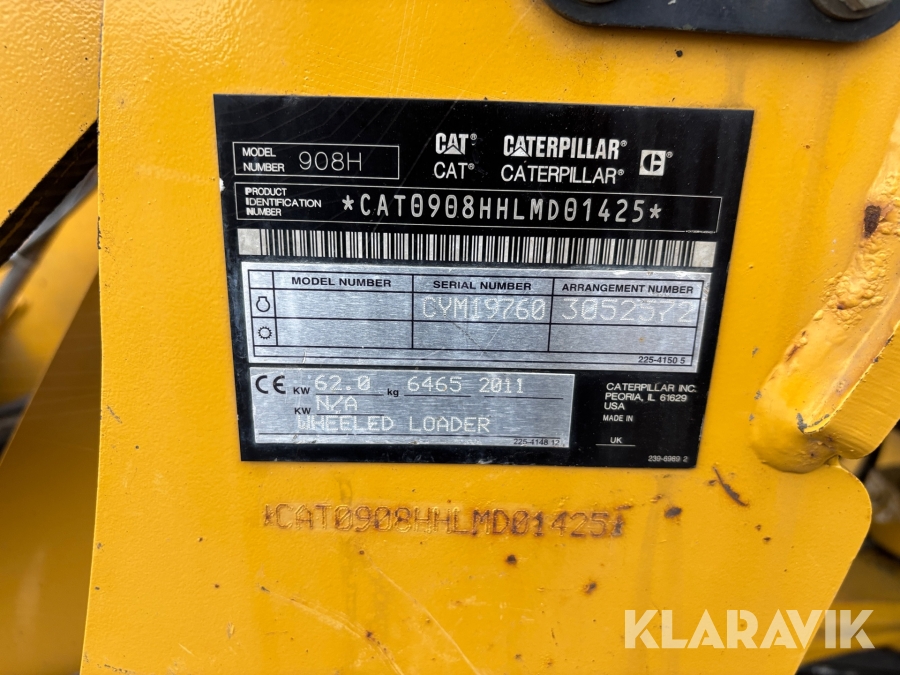 MODEL NUMBER 908H
CAT® CATERPILLAR®
CAT® CATERPILLAR® C®
PRODUCT IDENTIFICATION NUMBER *CAT0908HHLMD01425*
MODEL NUMBER SERIAL NUMBER ARRANGEMENT NUMBER
CYM19760 3052572
225-4150 5
CE KW 62.0 kg 6465 2011
KW N/A
WHEELED LOADER
225-4148 12
CATERPILLAR INC.
PEORIA, IL 61629
USA
MADE IN
UK
239-8989 2
*CAT0908HHLMD01425*
KLARAVIK